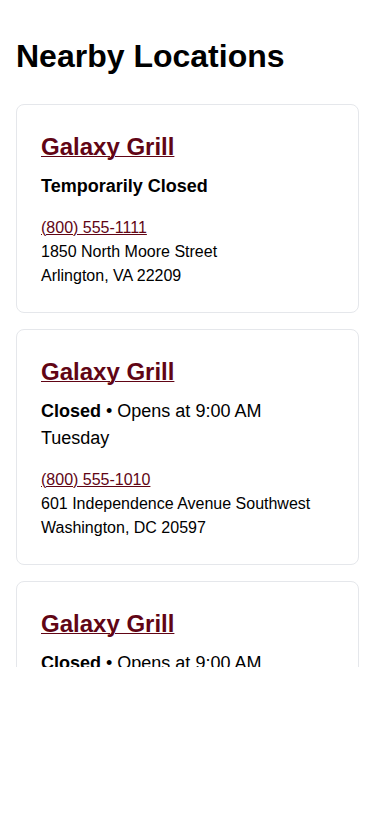 Nearby Locations
Galaxy Grill
Temporarily Closed
(800) 555-1111
1850 North Moore Street
Arlington, VA 22209
Galaxy Grill
Closed • Opens at 9:00 AM
Tuesday
(800) 555-1010
601 Independence Avenue Southwest
Washington, DC 20597
Galaxy Grill
Closed • Opens at 9:00 AM